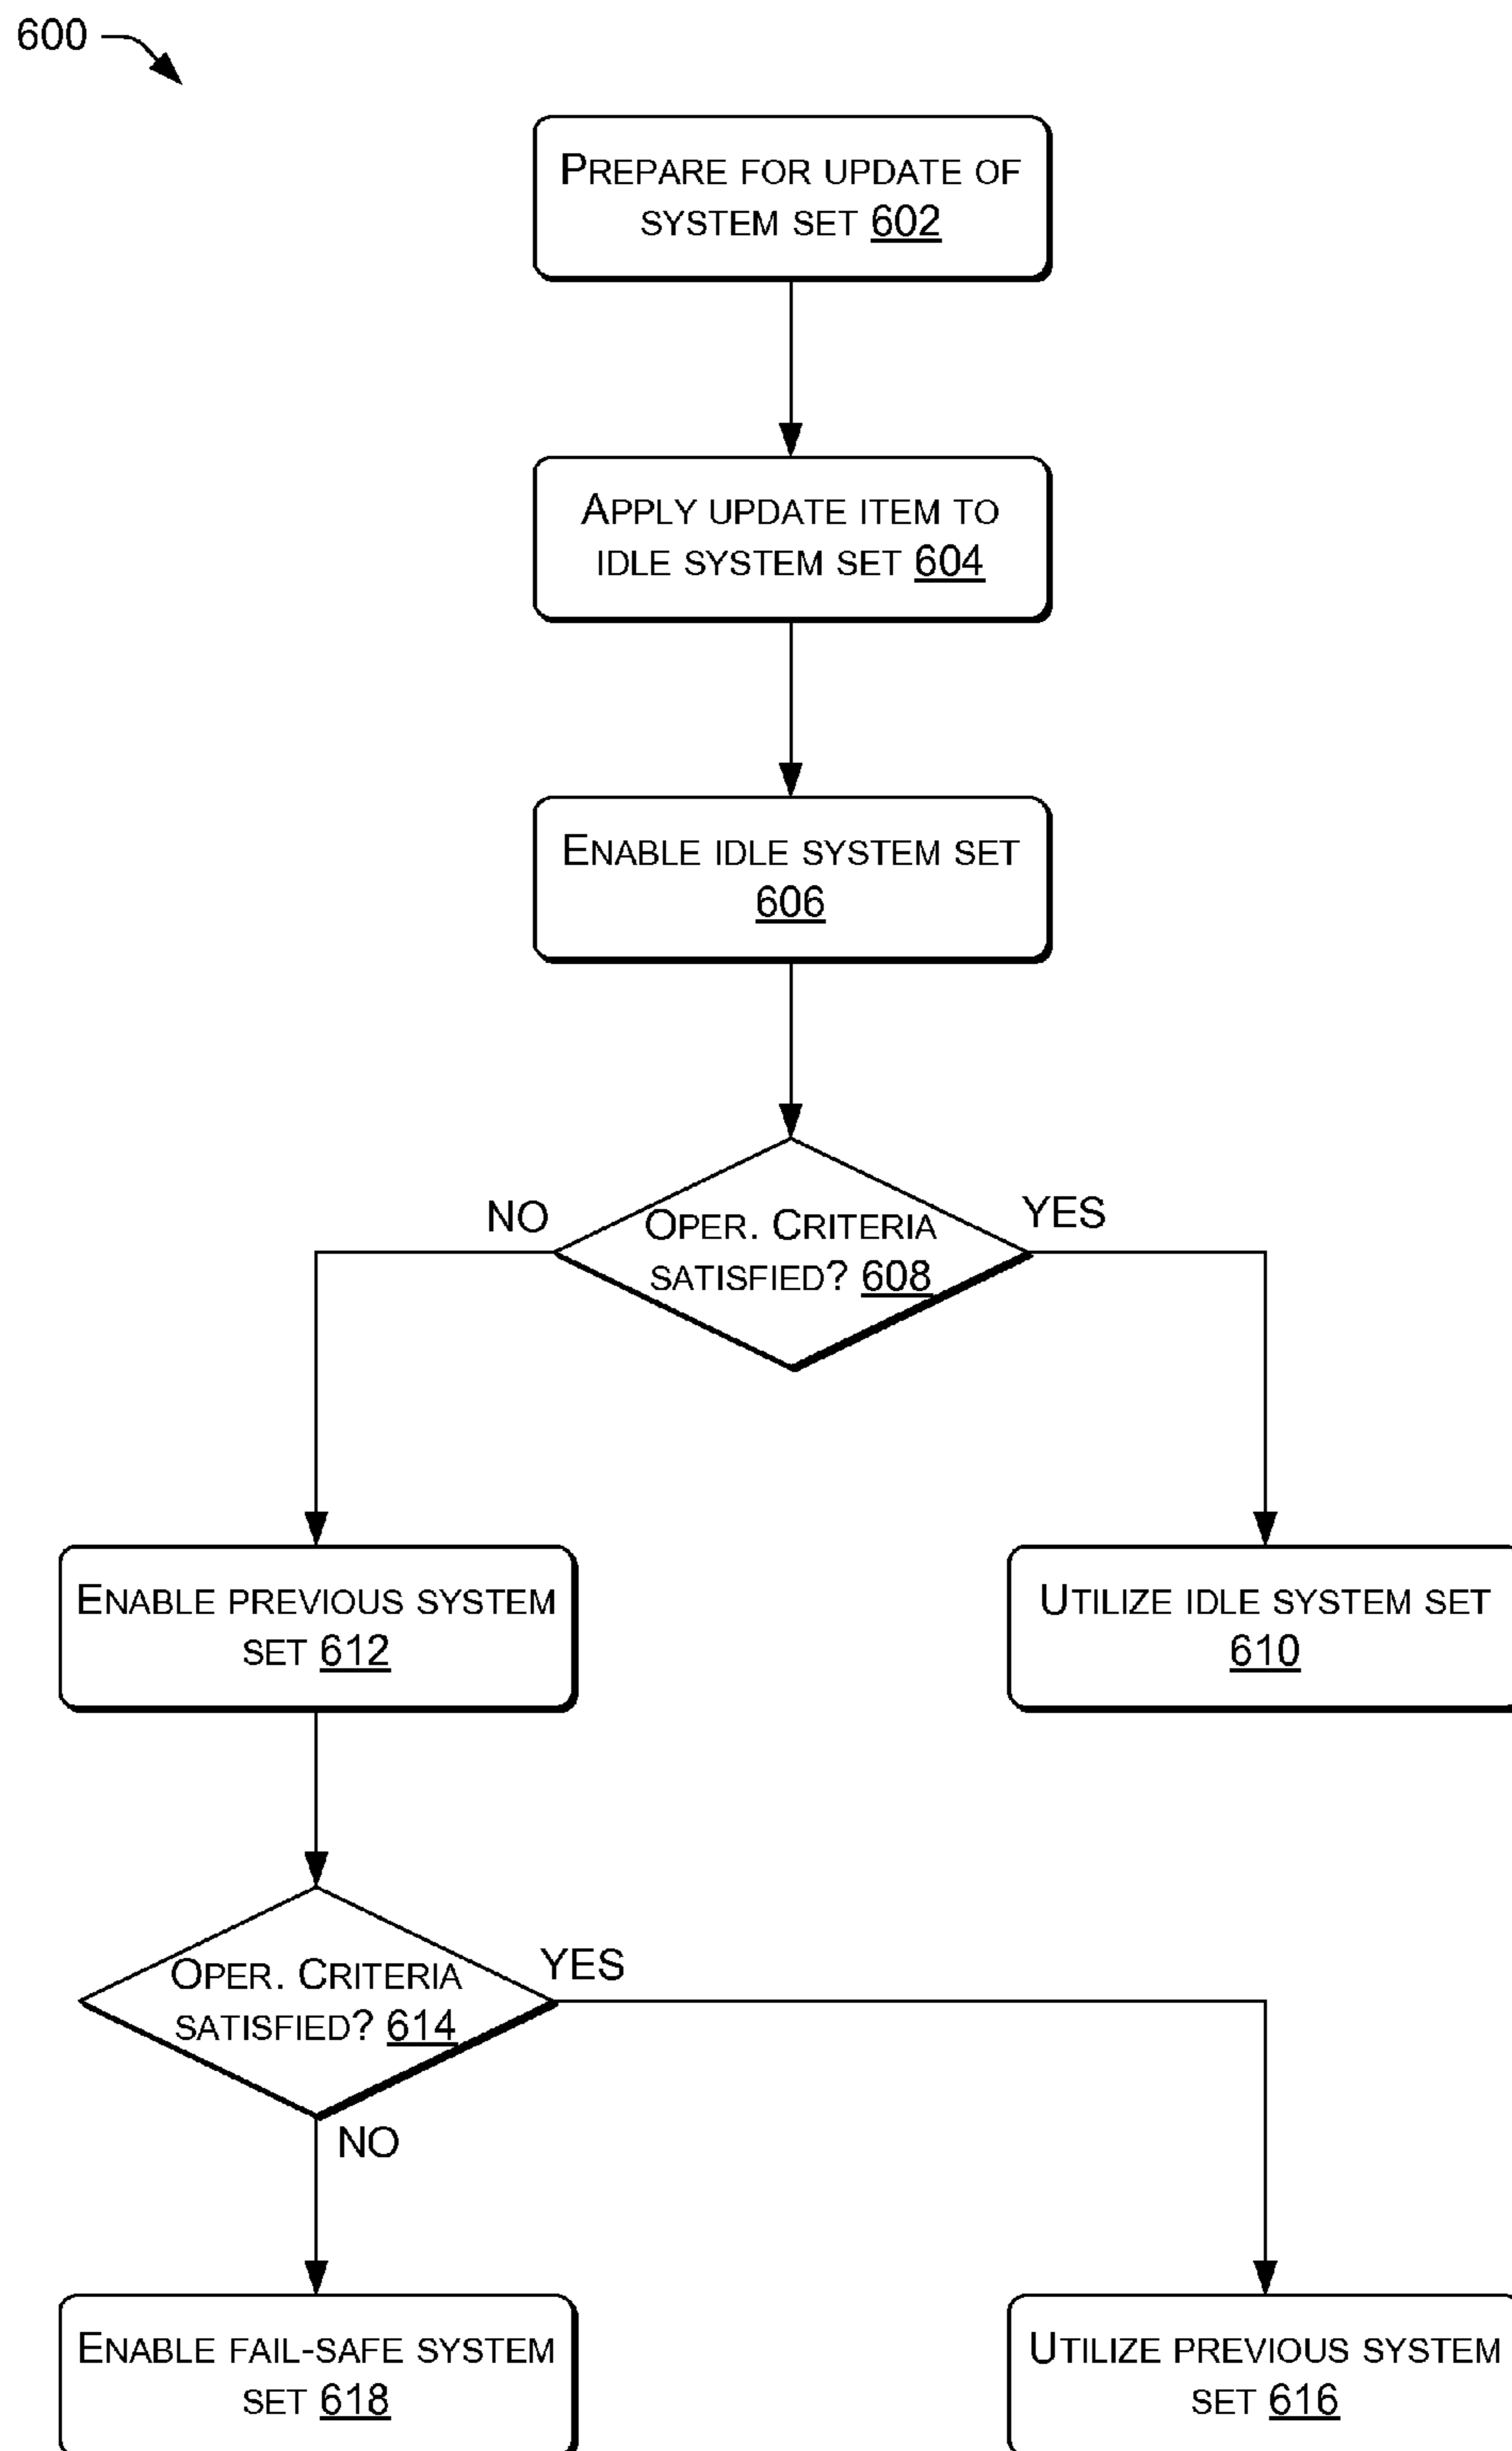 600
PREPARE FOR UPDATE OF
SYSTEM SET 602
APPLY UPDATE ITEM TO
IDLE SYSTEM SET 604
ENABLE IDLE SYSTEM SET
606
NO
OPER. CRITERIA
SATISFIED? 608
YES
ENABLE PREVIOUS SYSTEM
SET 612
UTILIZE IDLE SYSTEM SET
610
OPER. CRITERIA
SATISFIED? 614
YES
NO
ENABLE FAIL-SAFE SYSTEM
SET 618
UTILIZE PREVIOUS SYSTEM
SET 616